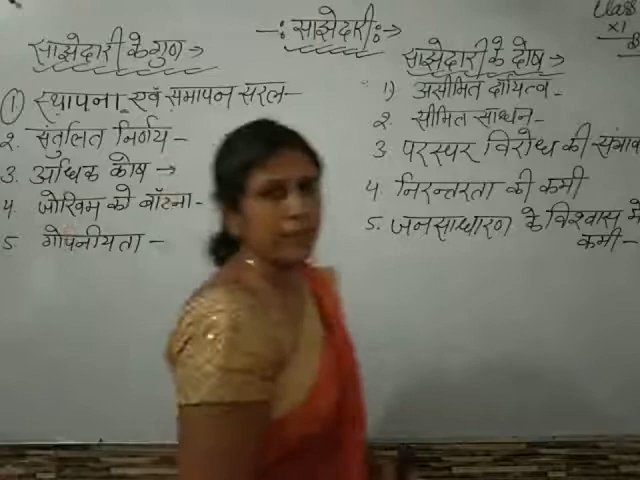 -: साझेदारी :→
Class
XI
साझेदारी के गुण →
① स्थापना एवं समापन सरल-
2. संतुलित निर्णय -
3. अधिक कोष →
4. जोखिम को बाँटना-
5. गोपनीयता -
साझेदारी के दोष →
1) असीमित दायित्व -
2. सीमित साधन -
3. परस्पर विरोध की
4. निरन्तरता की कमी
5. जनसाधारण के विश्वास में
कमी-